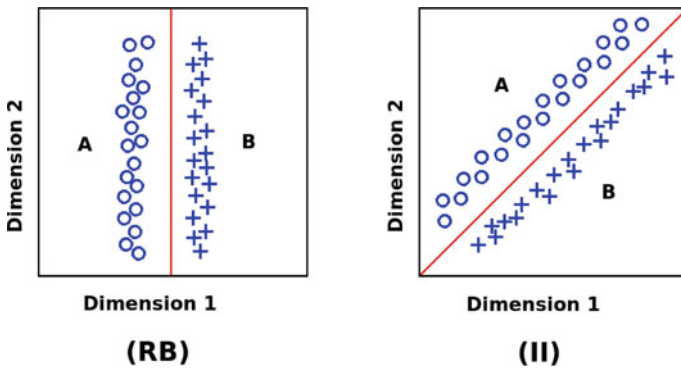 Dimension 2
A
B
Dimension 1
(RB)
Dimension 2
A
B
Dimension 1
(II)